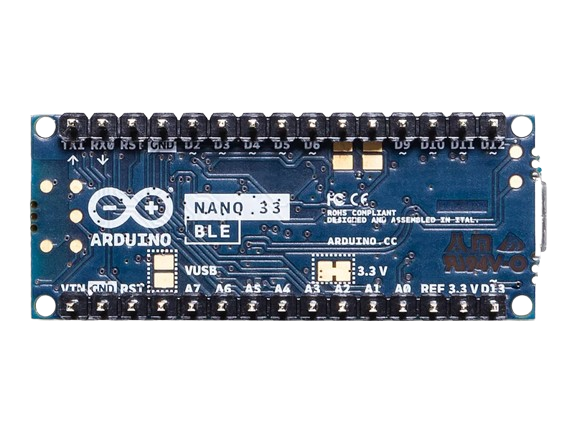 TX1 RX0 RST GND D2 D3 D4 D5 D6 D9 D10 D11 D12
NANO 33
BLE
ARDUINO
CE
ROHS COMPLIANT
DESIGNED AND ASSEMBLED IN ITAL.
ARDUINO.CC
VUSB
3.3 V
VIN GND RST A7 A6 A5 A4 A3 A2 A1 A0 REF 3.3 V D13